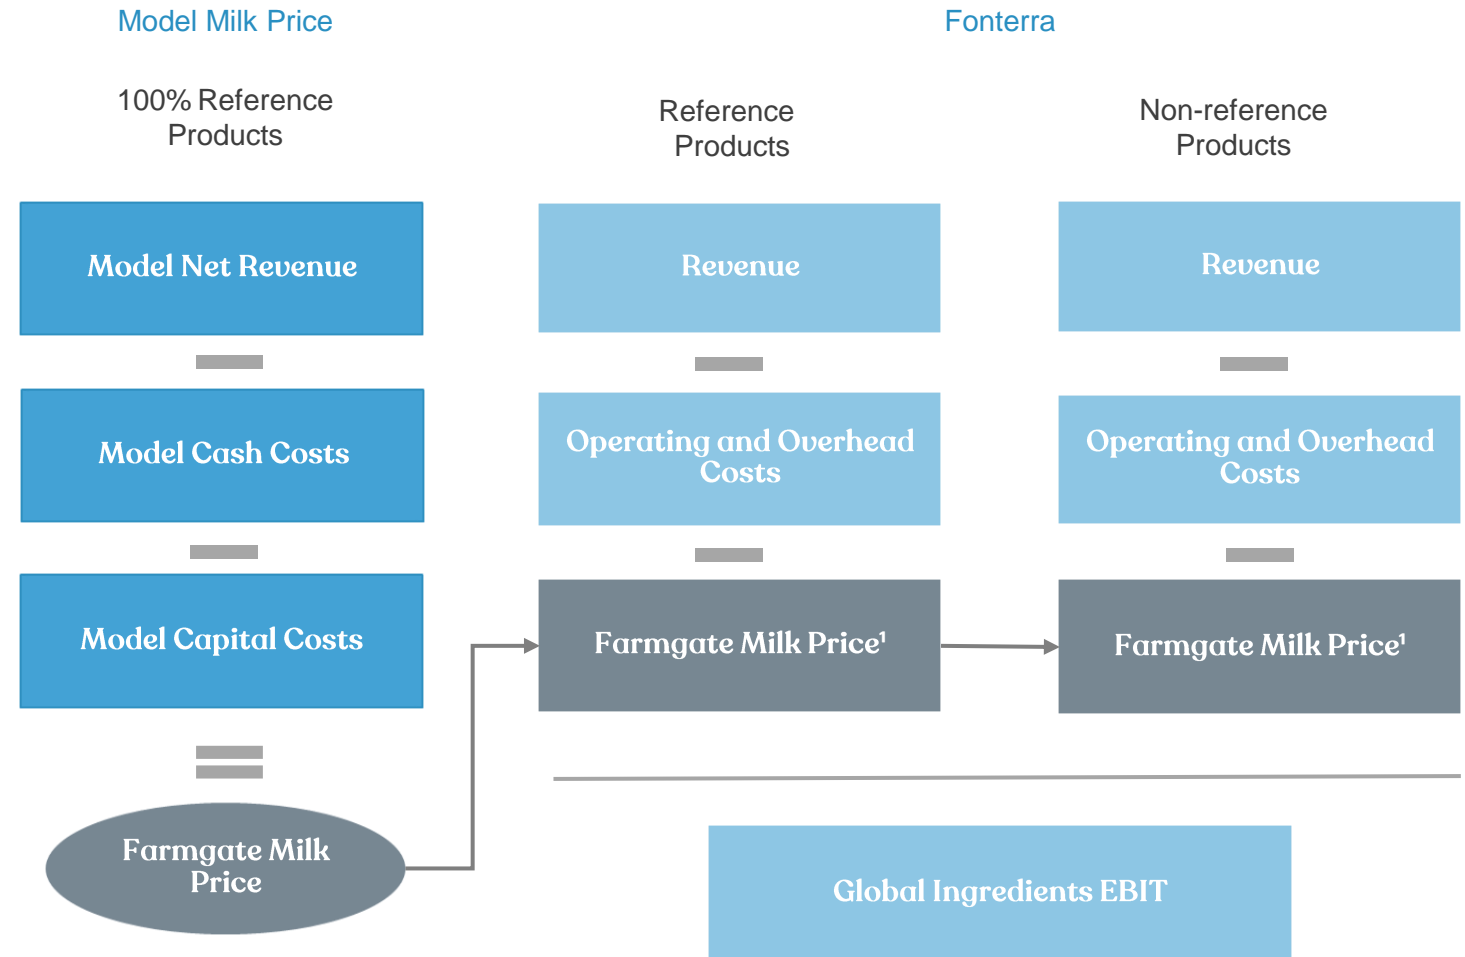 Model Milk Price
Fonterra
100% Reference
Products
Reference
Products
Non-reference
Products
Model Net Revenue
Revenue
Revenue
Model Cash Costs
Operating and Overhead
Costs
Operating and Overhead
Costs
Model Capital Costs
Farmgate Milk Price¹
Farmgate Milk Price¹
Farmgate Milk
Price
Global Ingredients EBIT